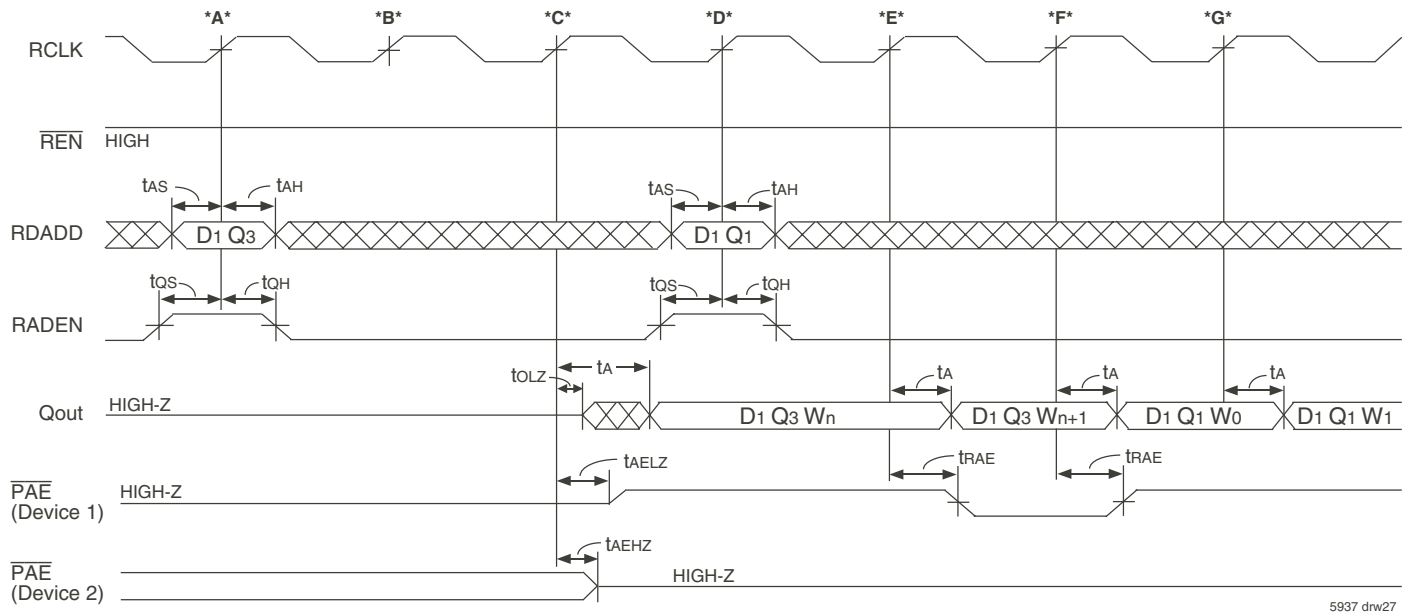 *A* *B* *C* *D* *E* *F* *G*
RCLK
REN HIGH
tAS tAH tAS tAH
RDADD D1 Q3 D1 Q1
tQS tQH tQS tQH
RADEN
tOLZ tA tA tA tA
Qout HIGH-Z D1 Q3 Wn D1 Q3 Wn+1 D1 Q1 W0 D1 Q1 W1
tAELZ tRAE tRAE
PAE HIGH-Z
(Device 1)
tAEHZ
PAE HIGH-Z
(Device 2)
5937 drw27